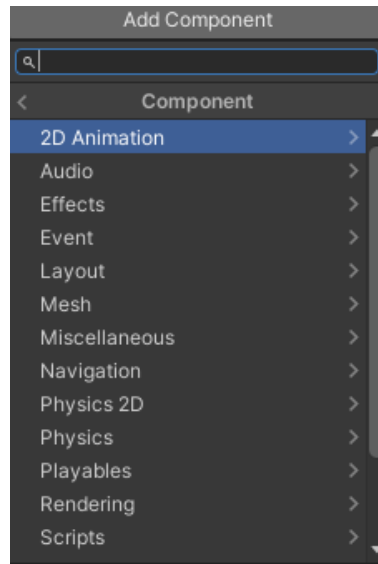 Add Component
Component
2D Animation
Audio
Effects
Event
Layout
Mesh
Miscellaneous
Navigation
Physics 2D
Physics
Playables
Rendering
Scripts